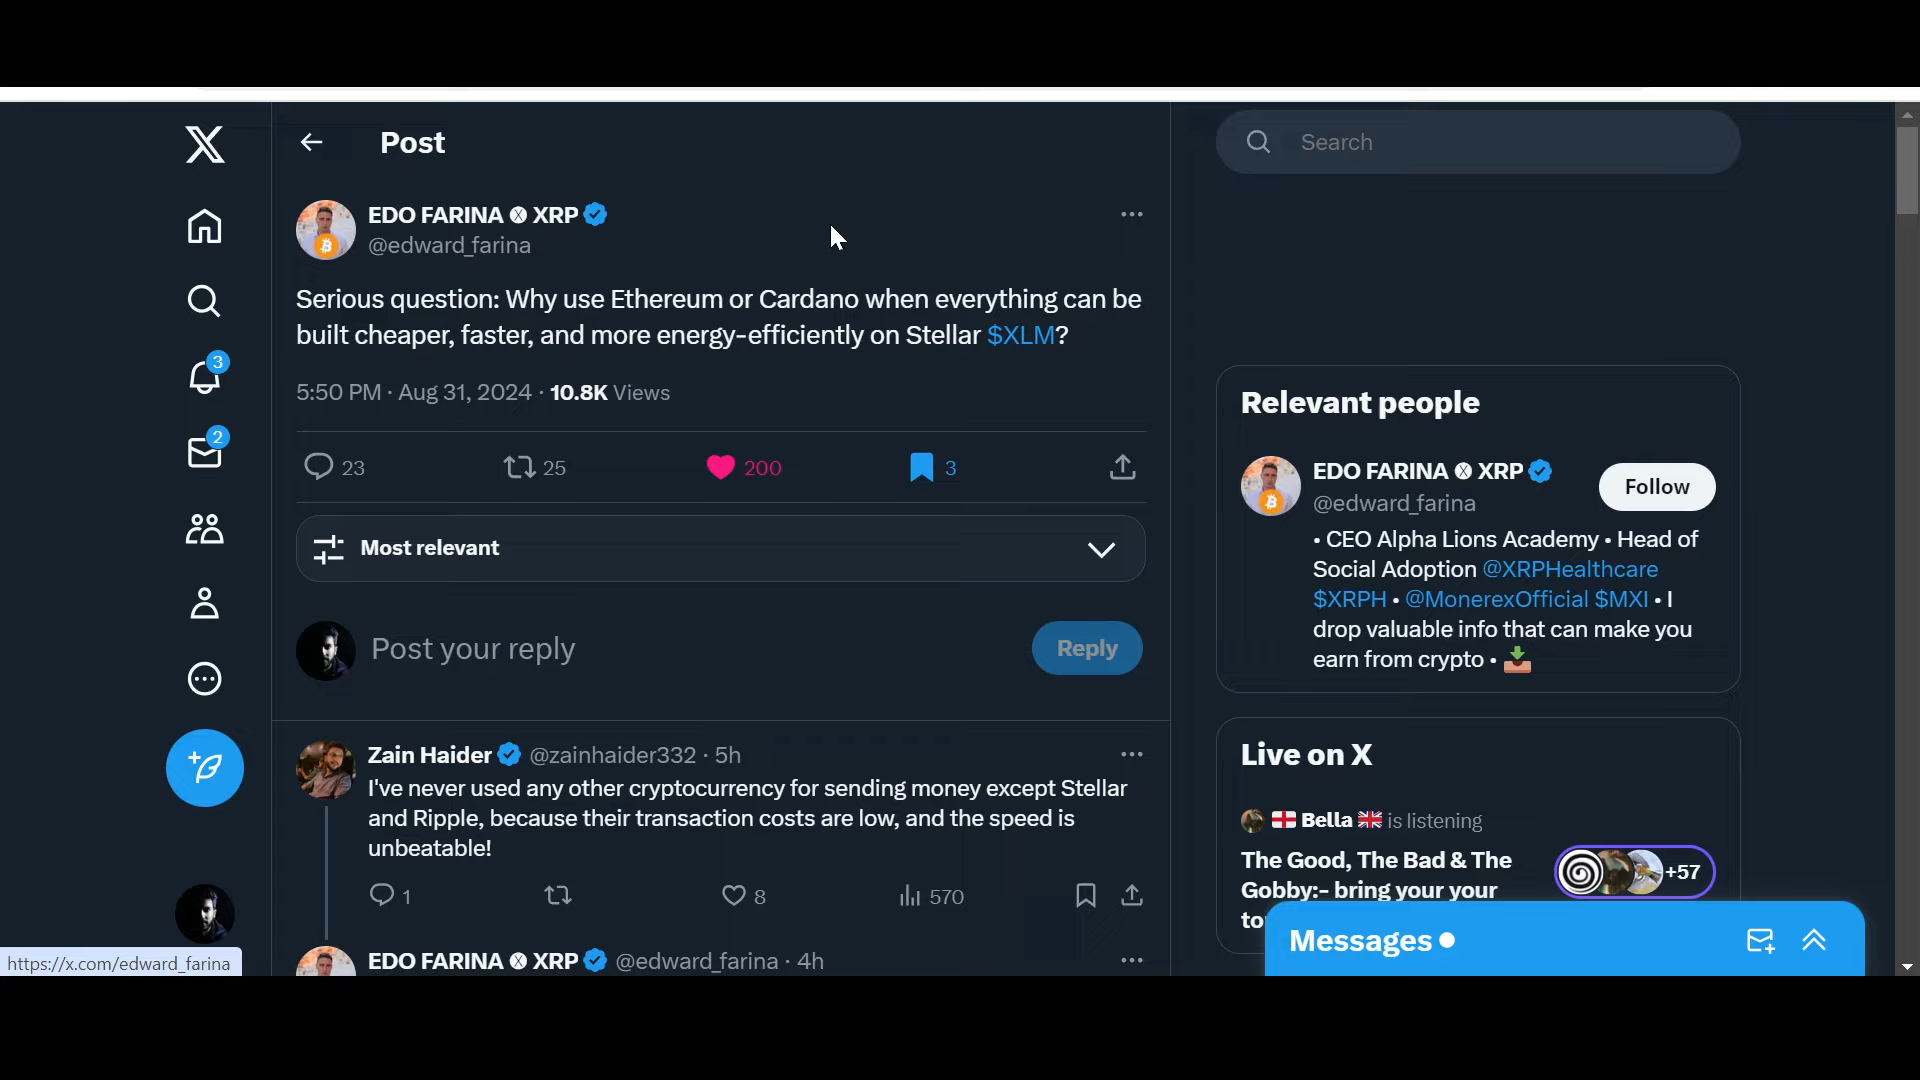 Post
Search
EDO FARINA Ⓧ XRP
@edward_farina
Serious question: Why use Ethereum or Cardano when everything can be
built cheaper, faster, and more energy-efficiently on Stellar $XLM?
5:50 PM · Aug 31, 2024 · 10.8K Views
23
25
200
3
Most relevant
Post your reply
Reply
Zain Haider @zainhaider332 · 5h
I've never used any other cryptocurrency for sending money except Stellar
and Ripple, because their transaction costs are low, and the speed is
unbeatable!
1
8
570
EDO FARINA Ⓧ XRP @edward_farina · 4h
3
2
https://x.com/edward_farina
Relevant people
EDO FARINA Ⓧ XRP
Follow
@edward_farina
• CEO Alpha Lions Academy • Head of
Social Adoption @XRPHealthcare
$XRPH • @MonerexOfficial $MXI • I
drop valuable info that can make you
earn from crypto •
Live on X
Bella is listening
The Good, The Bad & The
Gobby:- bring your your
+57
Messages